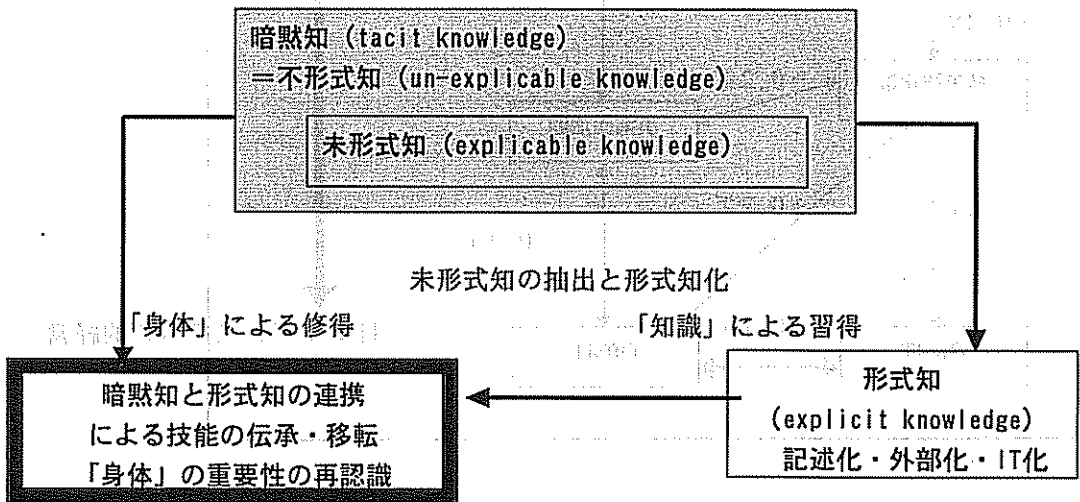 暗黙知 (tacit knowledge)
=不形式知 (un-explicable knowledge)
未形式知 (explicable knowledge)
未形式知の抽出と形式知化
「身体」による修得
「知識」による習得
暗黙知と形式知の連携
による技能の伝承・移転
「身体」の重要性の再認識
形式知
(explicit knowledge)
記述化・外部化・IT化